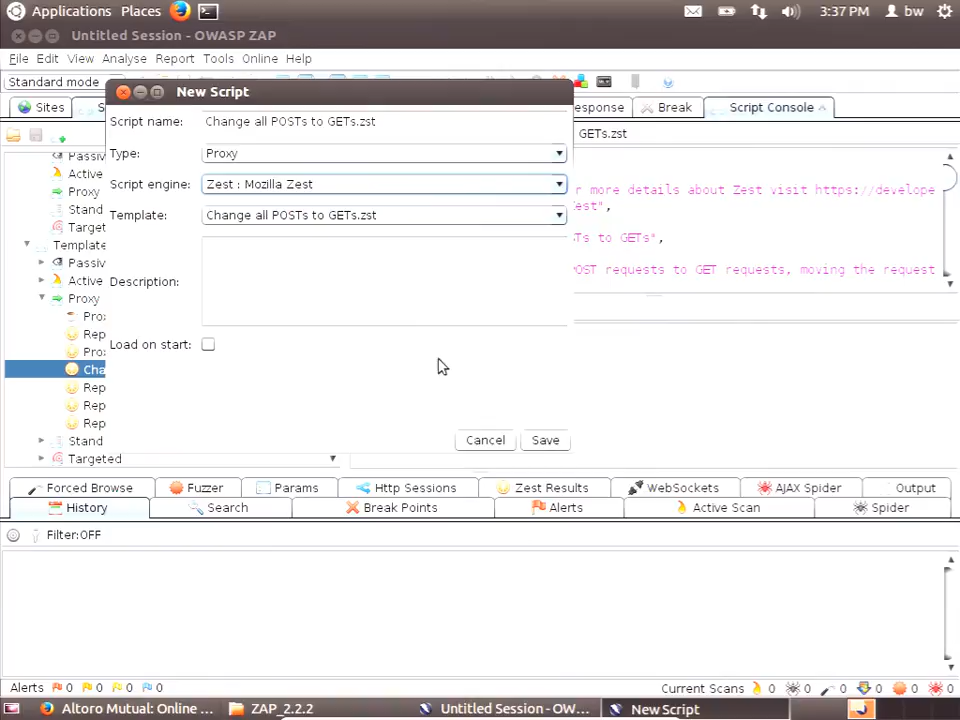 Applications Places 3:37 PM bw
Untitled Session - OWASP ZAP
File Edit View Analyse Report Tools Online Help
Standard mode
New Script
Sites S esponse Break Script Console
Script name: Change all POSTs to GETs.zst
GETs.zst
Type: Proxy
Script engine: Zest : Mozilla Zest
Template: Change all POSTs to GETs.zst
Description:
Load on start:
Cancel Save
Passiv
Active
Proxy
Stand
Targe
Template
Passiv
Active
Proxy
Pro
Rep
Pro
Cha
Rep
Rep
Rep
Stand
Targeted
r more details about Zest visit https://develope
Zest",
Ts to GETs",
POST requests to GET requests, moving the request
Forced Browse Fuzzer Params Http Sessions Zest Results WebSockets AJAX Spider Output
History Search Break Points Alerts Active Scan Spider
Filter:OFF
Alerts 0 0 0 0 Current Scans 0 0 0 0 0 0
Altoro Mutual: Online ... ZAP_2.2.2 Untitled Session - OW... New Script